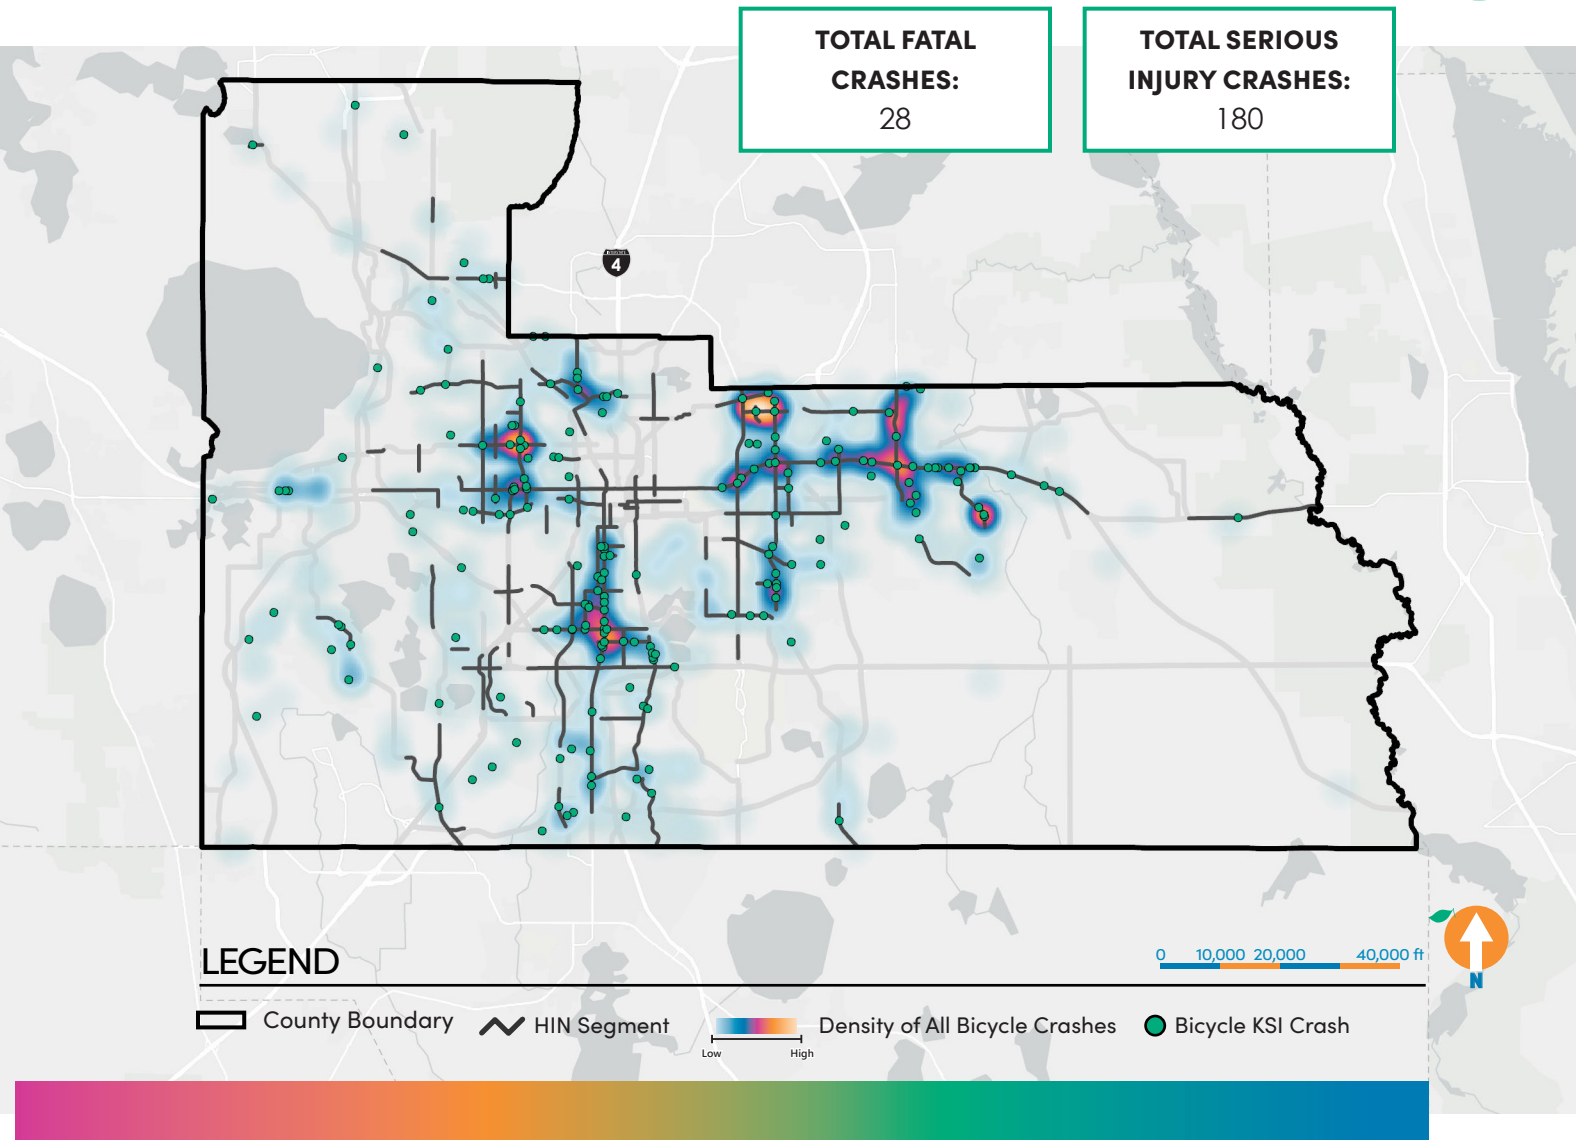 TOTAL FATAL
CRASHES:
28
TOTAL SERIOUS
INJURY CRASHES:
180
4
LEGEND
0 10,000 20,000 40,000 ft
N
County Boundary
HIN Segment
Low High
Density of All Bicycle Crashes
Bicycle KSI Crash